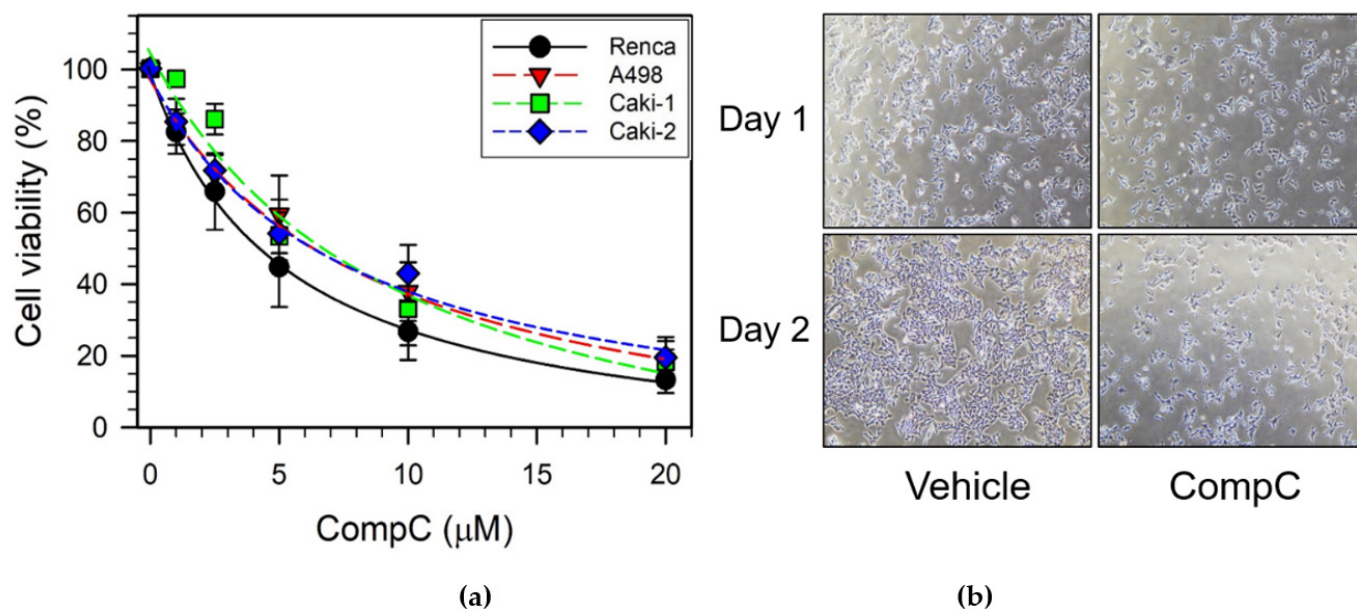 Cell viability (%)
100
80
60
40
20
0
0
5
10
15
20
CompC (μM)
Renca
A498
Caki-1
Caki-2
(a)
Day 1
Day 2
Vehicle
CompC
(b)